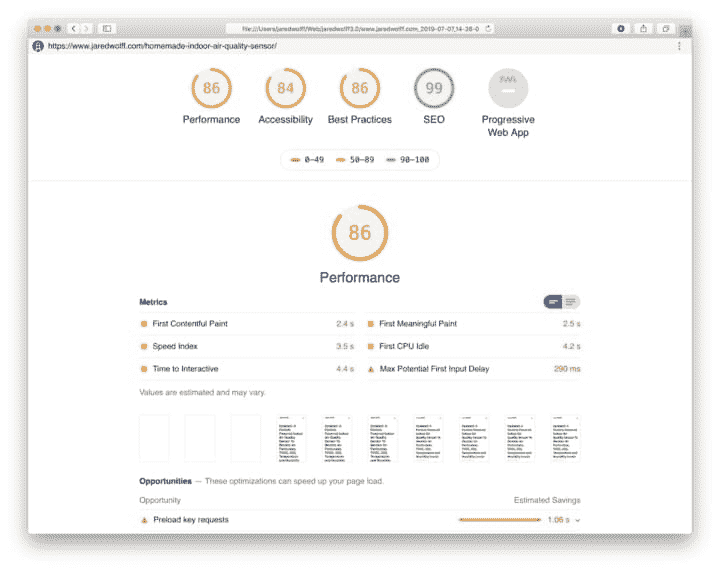 file:///Users/jaredwolff/Web/jaredwolff3.0/www.jaredwolff.com_2019-07-07_14-26-0
https://www.jaredwolff.com/homemade-indoor-air-quality-sensor/
86 84 86 99 PWA
Performance Accessibility Best Practices SEO Progressive
Web App
0–49 50–89 90–100
86
Performance
Metrics
First Contentful Paint 2.4 s First Meaningful Paint 2.5 s
Speed Index 3.5 s First CPU Idle 4.2 s
Time to Interactive 4.4 s Max Potential First Input Delay 290 ms
Values are estimated and may vary.
Opportunities — These optimizations can speed up your page load.
Opportunity Estimated Savings
Preload key requests 1.06 s